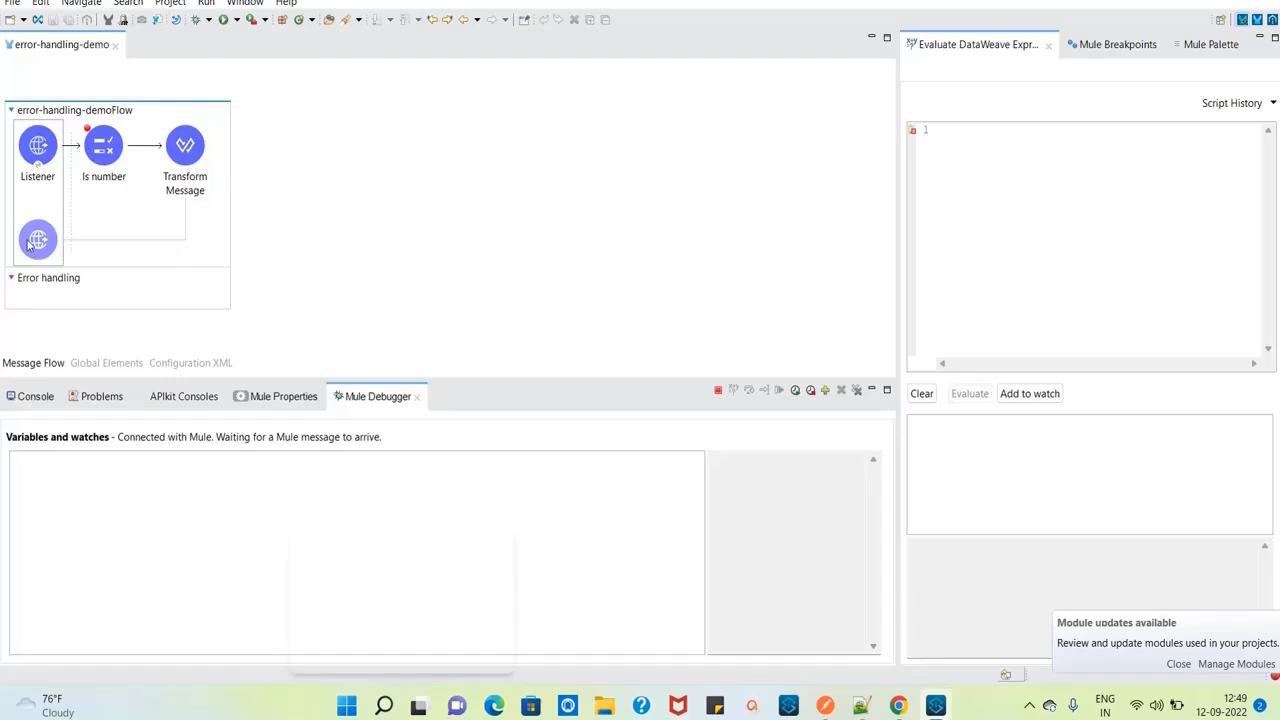 File Edit Navigate Search Project Run Window Help
error-handling-demo
Evaluate DataWeave Expr... Mule Breakpoints Mule Palette
Script History
error-handling-demoFlow
1
Listener Is number Transform
Message
Error handling
Message Flow Global Elements Configuration XML
Console Problems APIkit Consoles Mule Properties Mule Debugger
Clear Evaluate Add to watch
Variables and watches - Connected with Mule. Waiting for a Mule message to arrive.
Module updates available
Review and update modules used in your projects.
Close Manage Modules
76°F
Cloudy
ENG
IN
12:49
12-09-2022
2